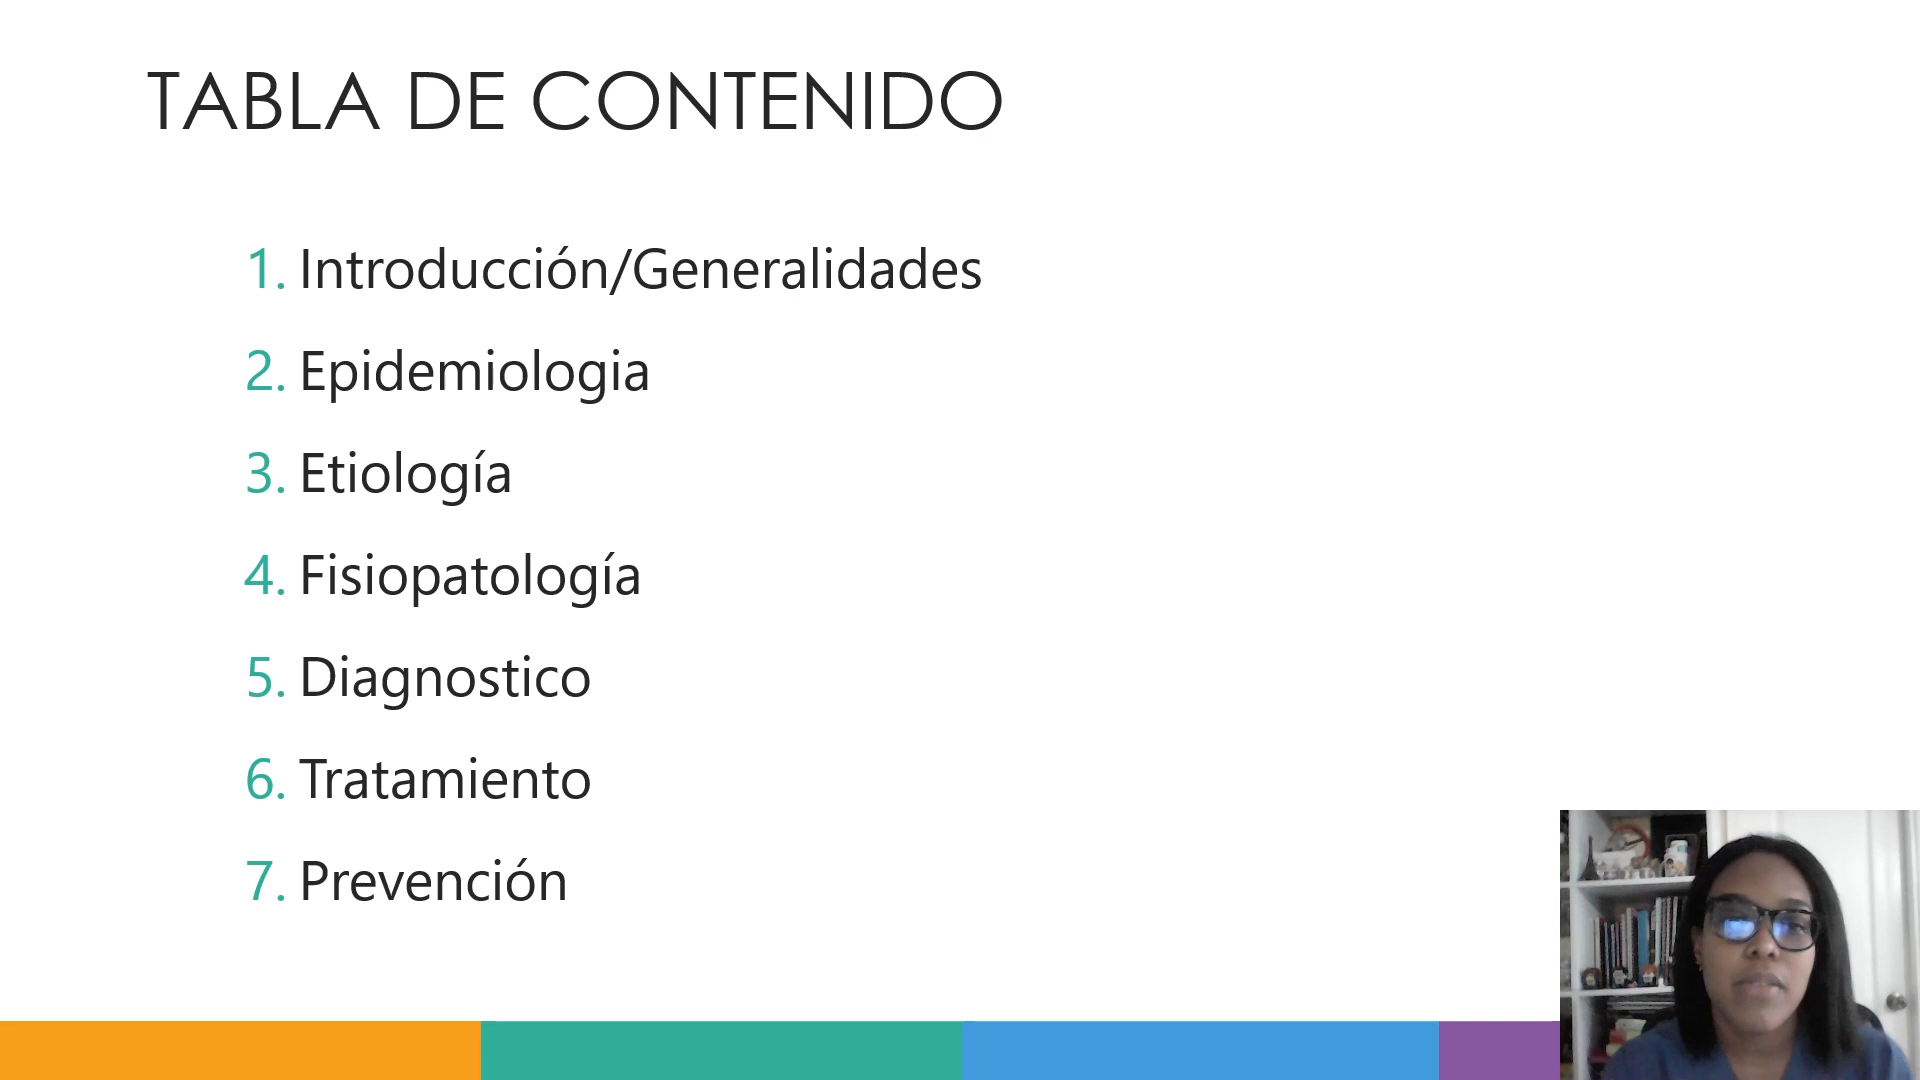 TABLA DE CONTENIDO
1. Introducción/Generalidades
2. Epidemiologia
3. Etiología
4. Fisiopatología
5. Diagnostico
6. Tratamiento
7. Prevención